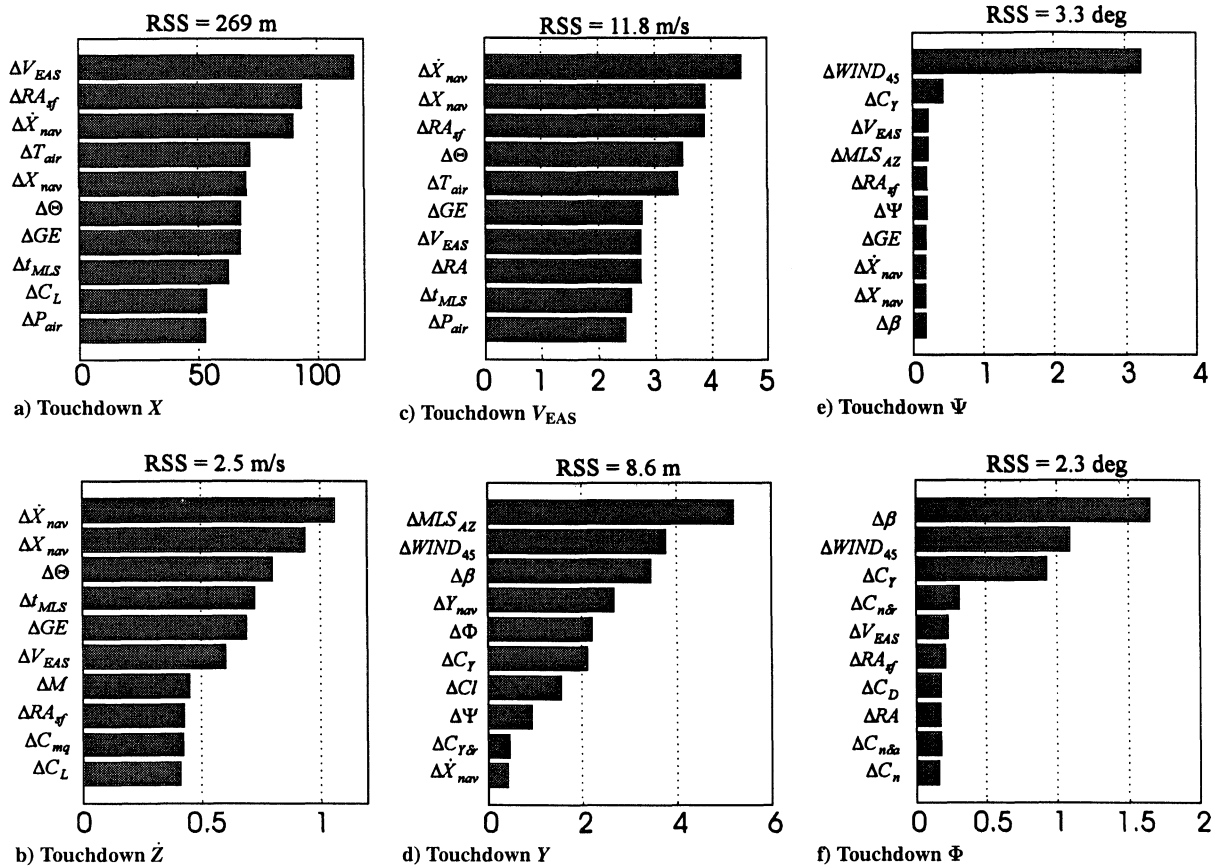 RSS = 269 m
ΔV_EAS
ΔRA_sf
ΔẊ_nav
ΔT_air
ΔX_nav
ΔΘ
ΔGE
Δt_MLS
ΔC_L
ΔP_air
0 50 100
a) Touchdown X
RSS = 11.8 m/s
ΔẊ_nav
ΔX_nav
ΔRA_sf
ΔΘ
ΔT_air
ΔGE
ΔV_EAS
ΔRA
Δt_MLS
ΔP_air
0 1 2 3 4 5
c) Touchdown V_EAS
RSS = 3.3 deg
ΔWIND_45
ΔC_Y
ΔV_EAS
ΔMLS_AZ
ΔRA_sf
ΔΨ
ΔGE
ΔẊ_nav
ΔX_nav
Δβ
0 1 2 3 4
e) Touchdown Ψ
RSS = 2.5 m/s
ΔẊ_nav
ΔX_nav
ΔΘ
Δt_MLS
ΔGE
ΔV_EAS
ΔM
ΔRA_sf
ΔC_mq
ΔC_L
0 0.5 1
b) Touchdown Ż
RSS = 8.6 m
ΔMLS_AZ
ΔWIND_45
Δβ
ΔY_nav
ΔΦ
ΔC_Y
ΔCl
ΔΨ
ΔC_Yδr
ΔẊ_nav
0 2 4 6
d) Touchdown Y
RSS = 2.3 deg
Δβ
ΔWIND_45
ΔC_Y
ΔC_nδr
ΔV_EAS
ΔRA_sf
ΔC_D
ΔRA
ΔC_nδa
ΔC_n
0 0.5 1 1.5 2
f) Touchdown Φ